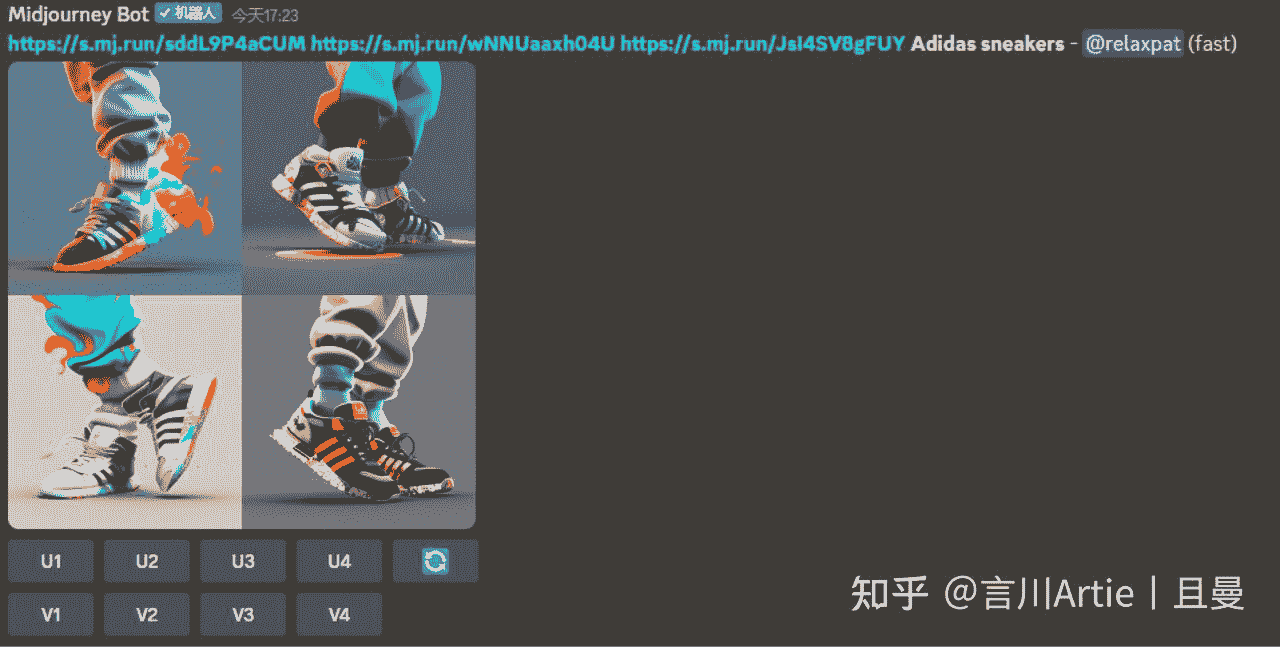 Midjourney Bot ✓机器人 今天17:23
https://s.mj.run/sddL9P4aCUM https://s.mj.run/wNNUaaxh04U https://s.mj.run/JsI4SV8gFUY Adidas sneakers - @relaxpat (fast)
U1 U2 U3 U4
V1 V2 V3 V4
知乎 @言川Artie｜且曼